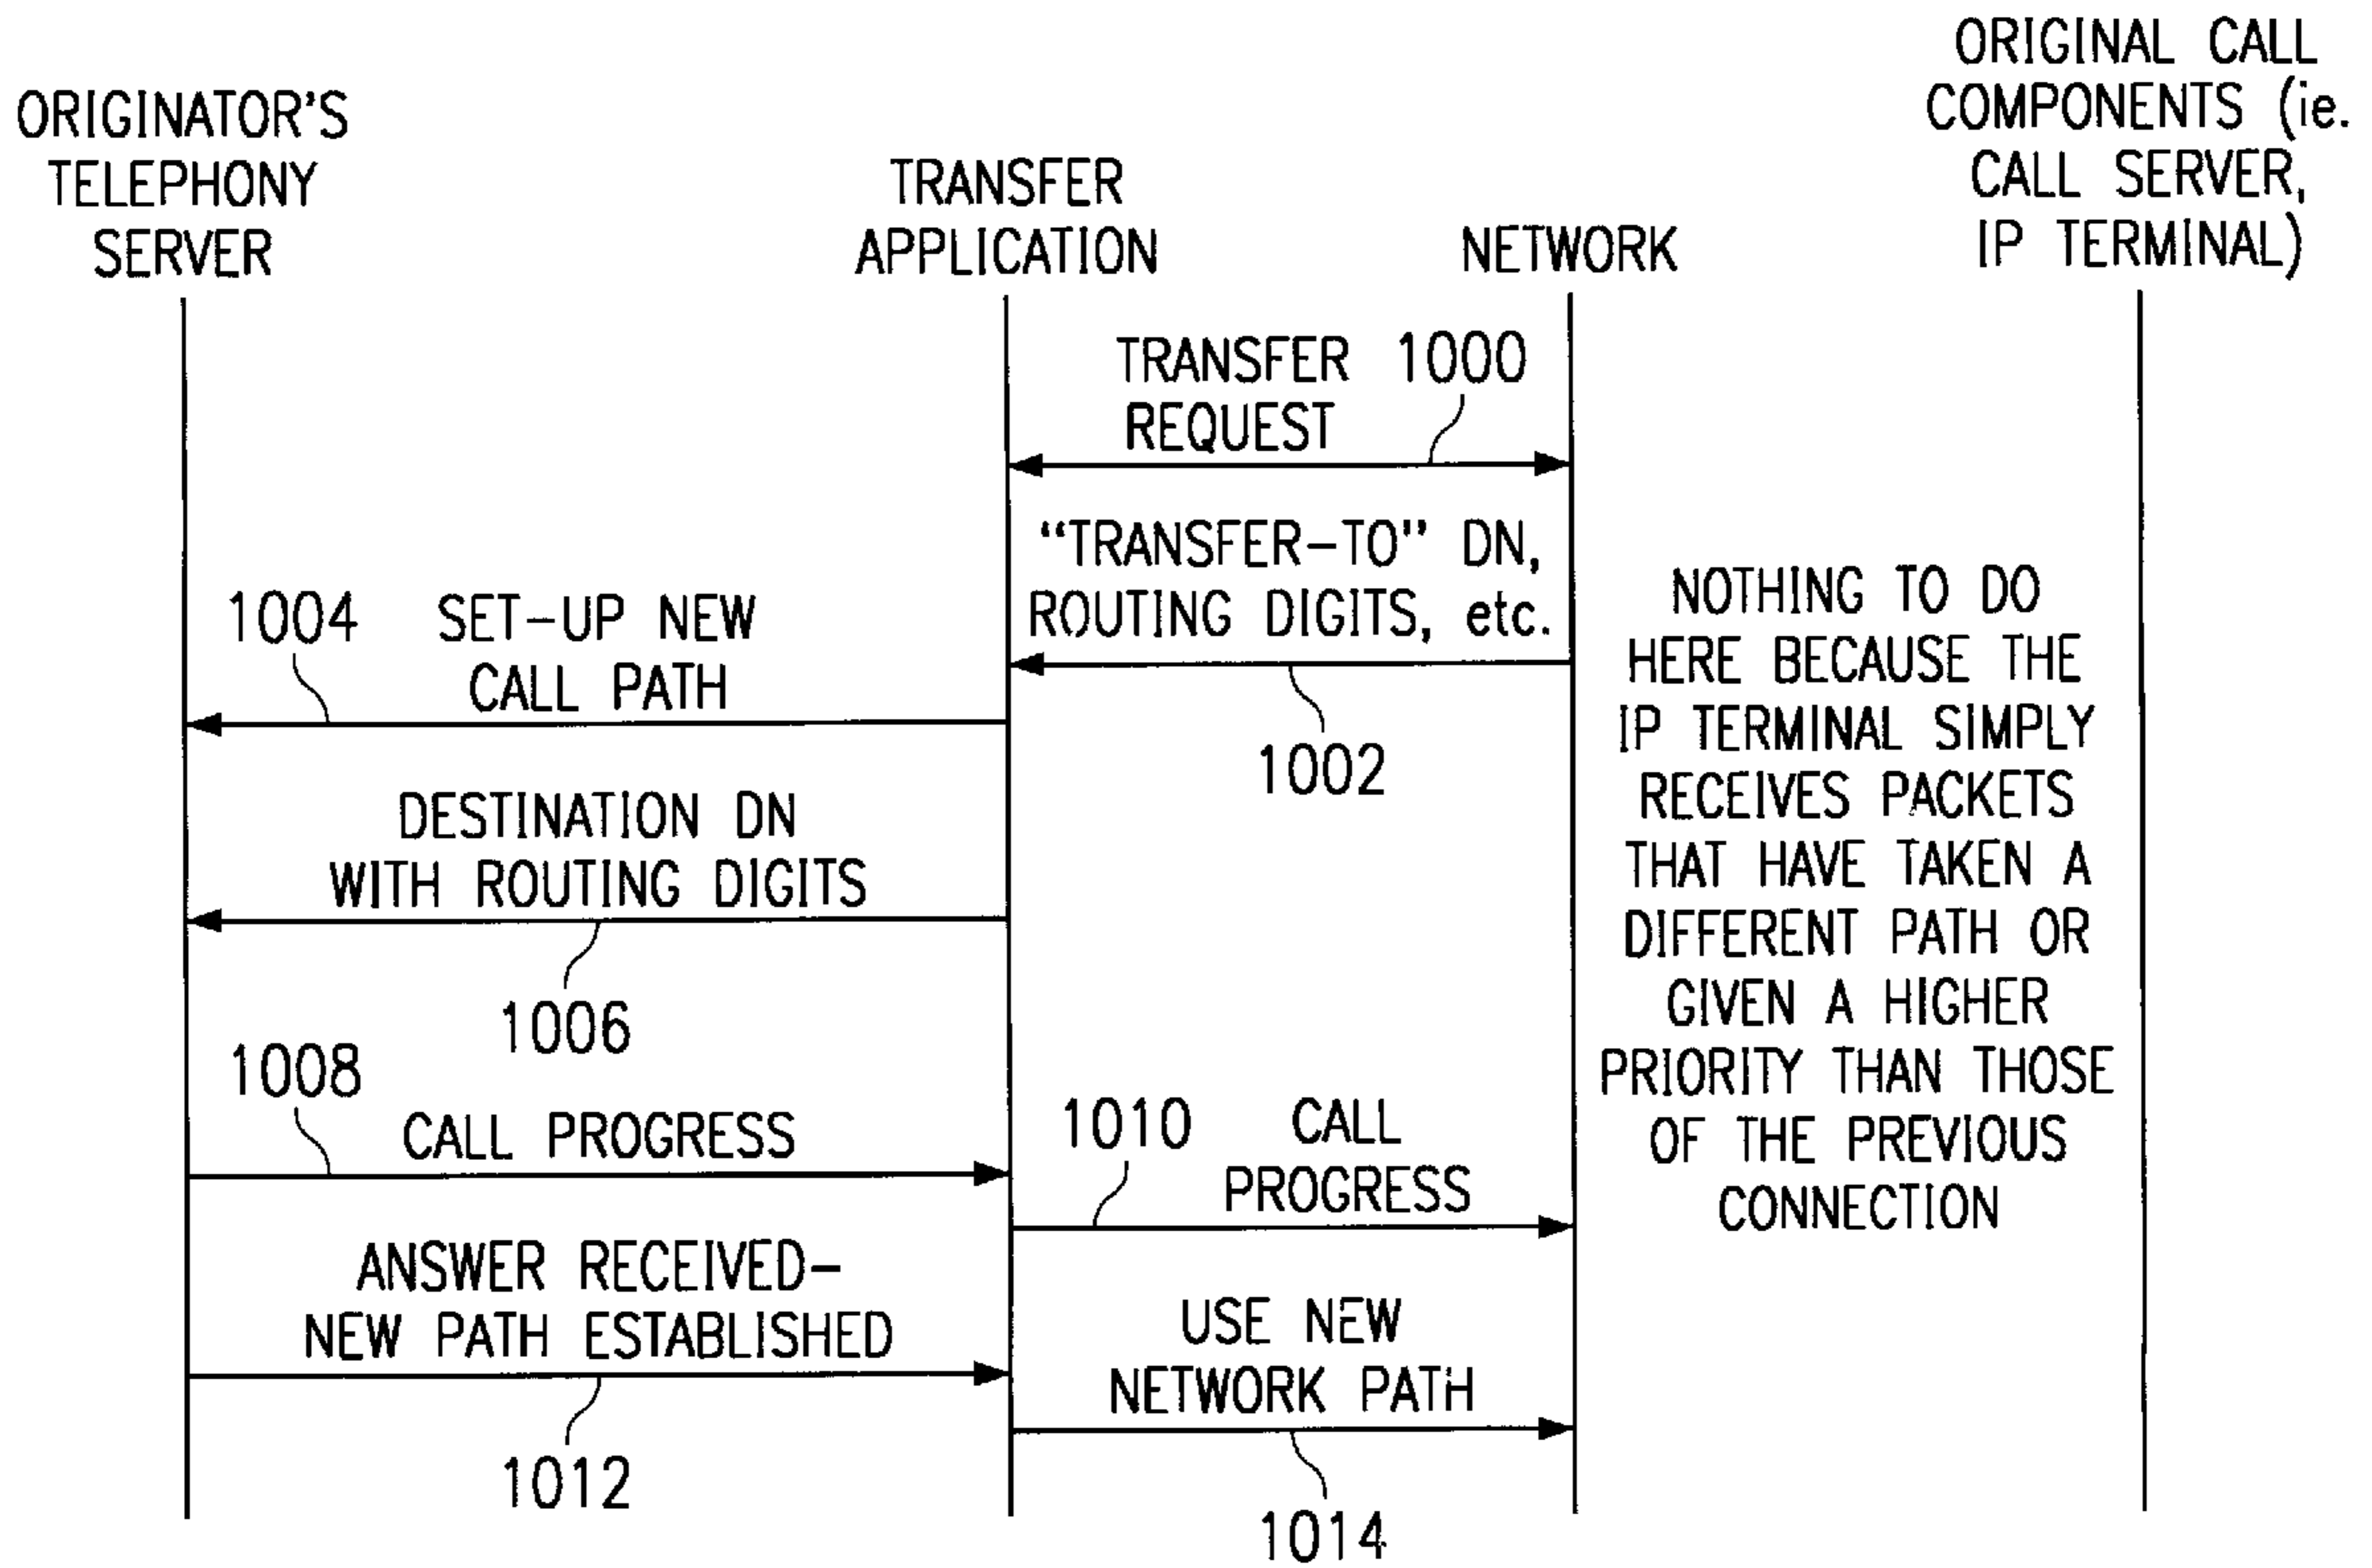 ORIGINATOR'S
TELEPHONY
SERVER
TRANSFER
APPLICATION
NETWORK
ORIGINAL CALL
COMPONENTS (ie.
CALL SERVER,
IP TERMINAL)
TRANSFER
REQUEST
1000
"TRANSFER-TO" DN,
ROUTING DIGITS, etc.
1002
1004
SET-UP NEW
CALL PATH
DESTINATION DN
WITH ROUTING DIGITS
1006
1008
CALL PROGRESS
1010
CALL
PROGRESS
ANSWER RECEIVED-
NEW PATH ESTABLISHED
1012
USE NEW
NETWORK PATH
1014
NOTHING TO DO
HERE BECAUSE THE
IP TERMINAL SIMPLY
RECEIVES PACKETS
THAT HAVE TAKEN A
DIFFERENT PATH OR
GIVEN A HIGHER
PRIORITY THAN THOSE
OF THE PREVIOUS
CONNECTION